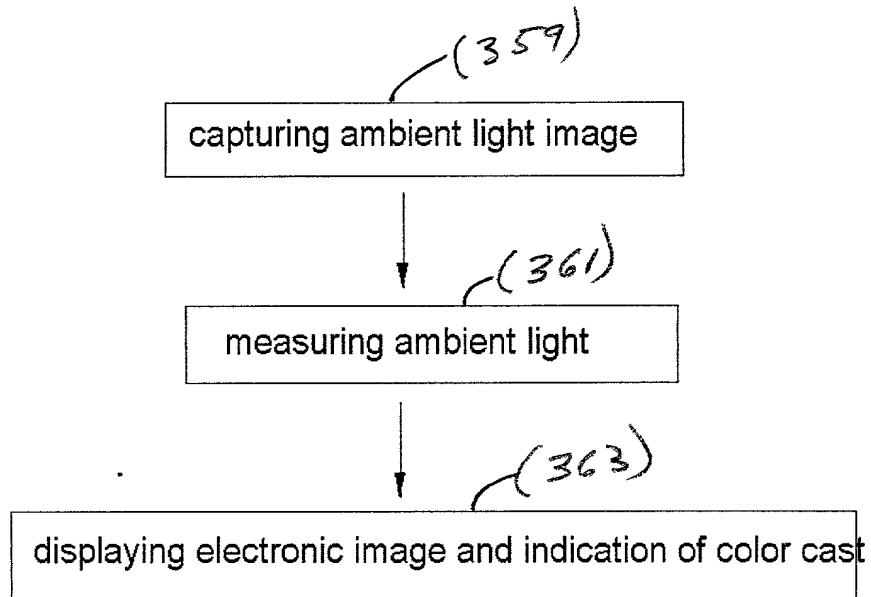 (359)
capturing ambient light image
(361)
measuring ambient light
(363)
displaying electronic image and indication of color cast